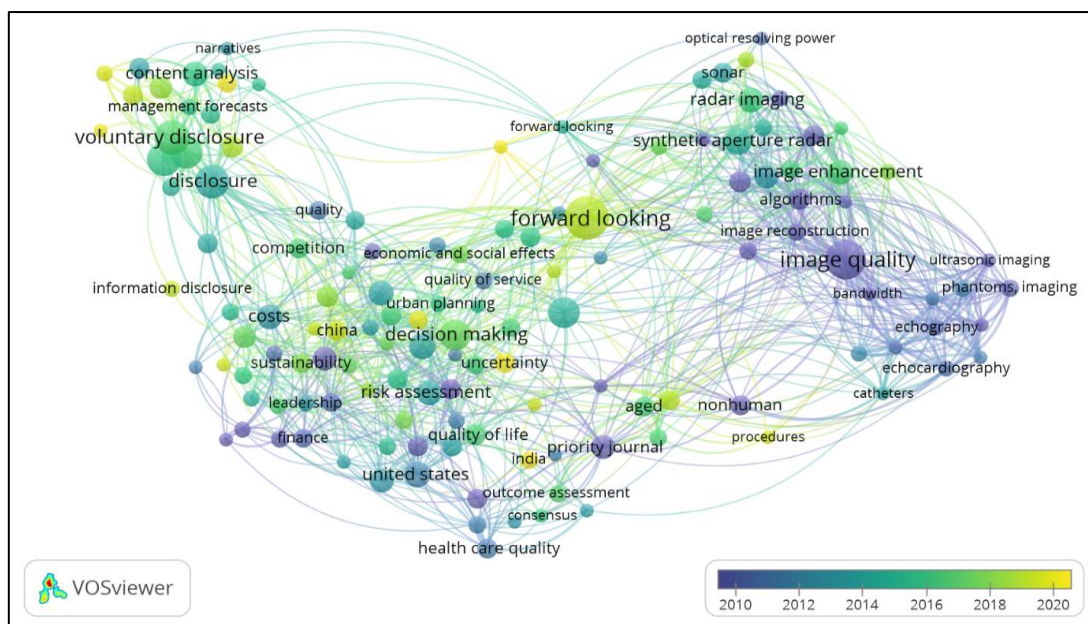 optical resolving power
narratives
content analysis
sonar
management forecasts
radar imaging
forward-looking
voluntary disclosure
synthetic aperture radar
disclosure
image enhancement
algorithms
quality
forward looking
image reconstruction
competition
economic and social effects
image quality
ultrasonic imaging
quality of service
information disclosure
bandwidth
phantoms, imaging
urban planning
costs
china
decision making
echography
sustainability
uncertainty
echocardiography
risk assessment
leadership
aged
nonhuman
catheters
finance
quality of life
procedures
priority journal
india
united states
outcome assessment
consensus
health care quality
VOSviewer
2010 2012 2014 2016 2018 2020